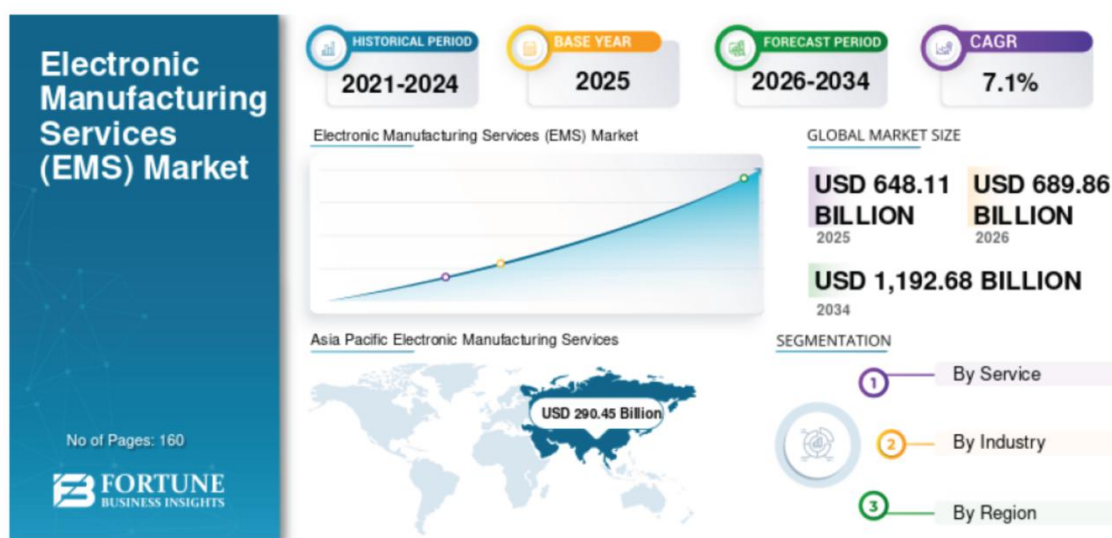 Electronic
Manufacturing
Services
(EMS) Market
No of Pages: 160
FORTUNE
BUSINESS INSIGHTS
HISTORICAL PERIOD
2021-2024
BASE YEAR
2025
FORECAST PERIOD
2026-2034
CAGR
7.1%
Electronic Manufacturing Services (EMS) Market
GLOBAL MARKET SIZE
USD 648.11
BILLION
2025
USD 689.86
BILLION
2026
USD 1,192.68 BILLION
2034
Asia Pacific Electronic Manufacturing Services
USD 290.45 Billion
SEGMENTATION
1
By Service
2
By Industry
3
By Region